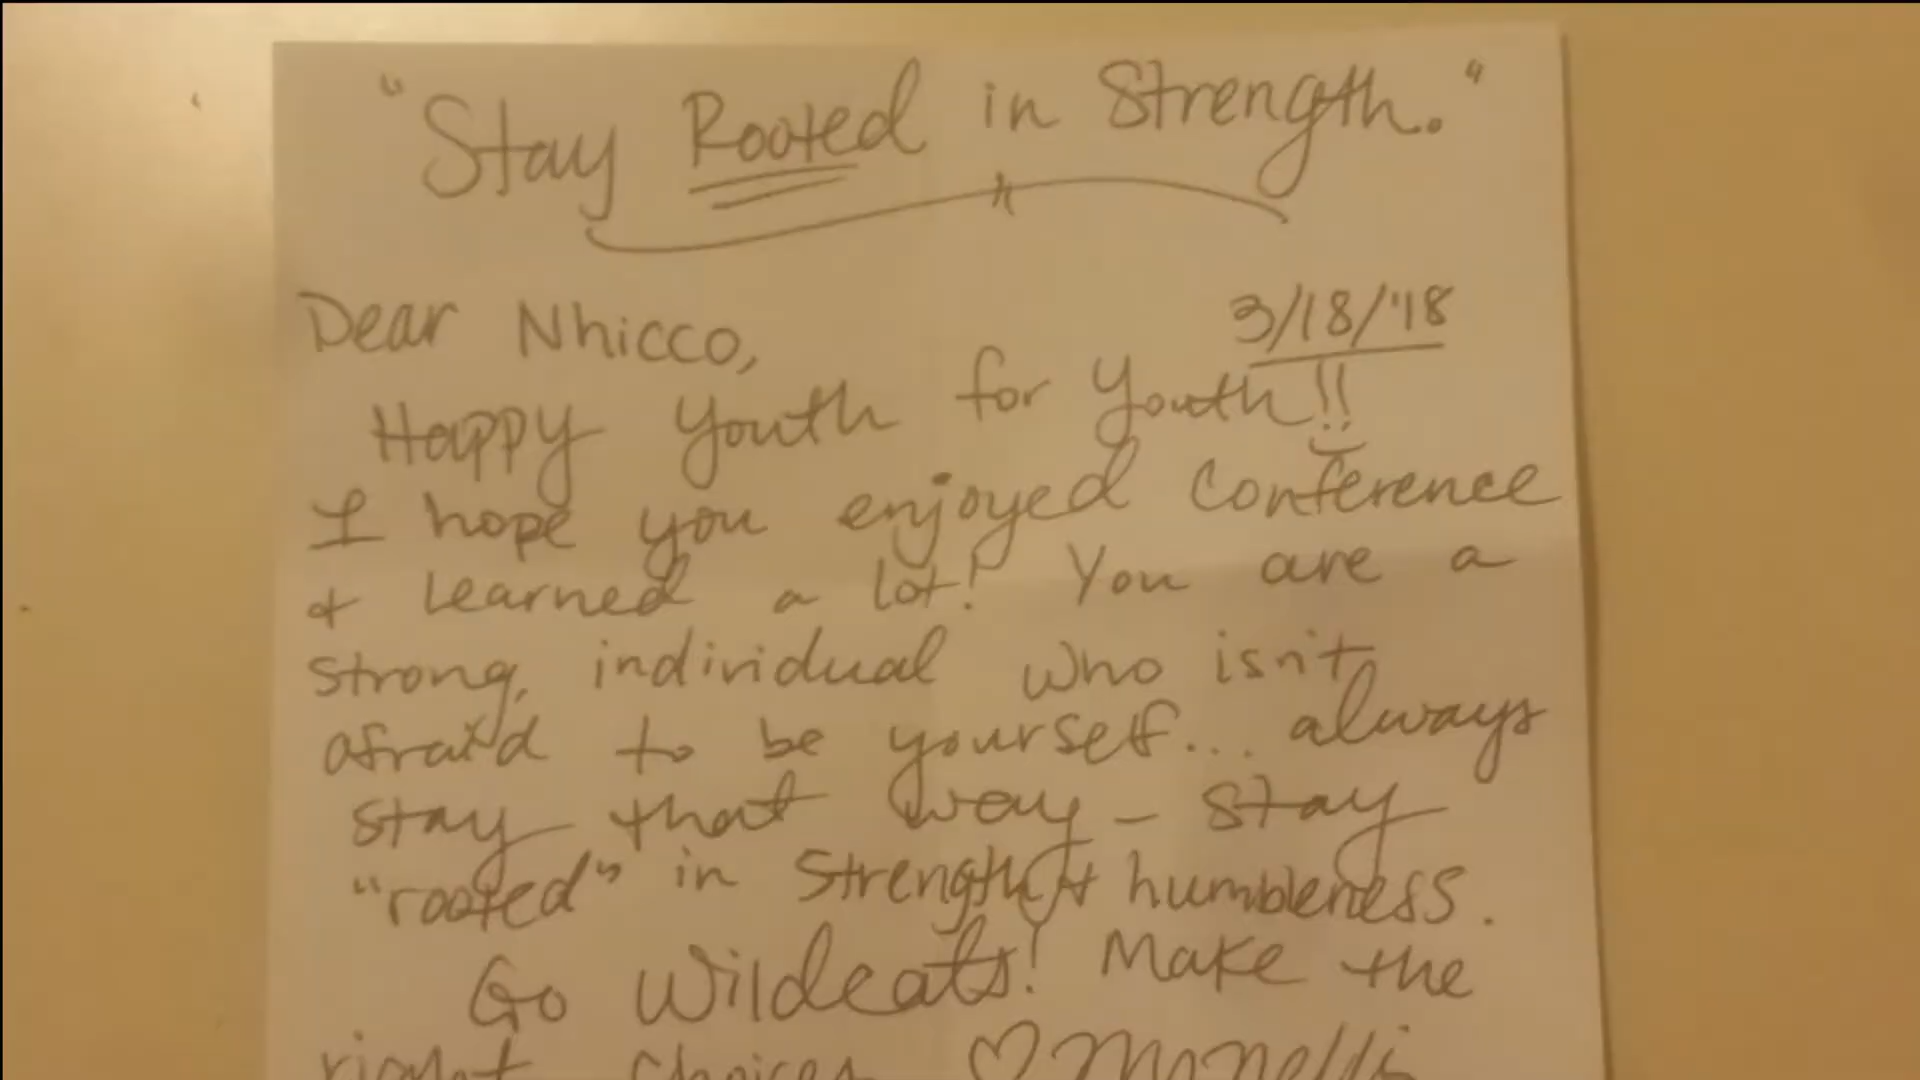 "Stay Rooted in Strength."
Dear Nhicco,
3/18/'18
Happy Youth for Youth!!
I hope you enjoyed conference
& learned a lot! You are a
strong, individual who isn't
afraid to be yourself... always
stay that way - stay
"rooted" in Strength & humbleness.
Go Wildcats! Make the
right choices ♡